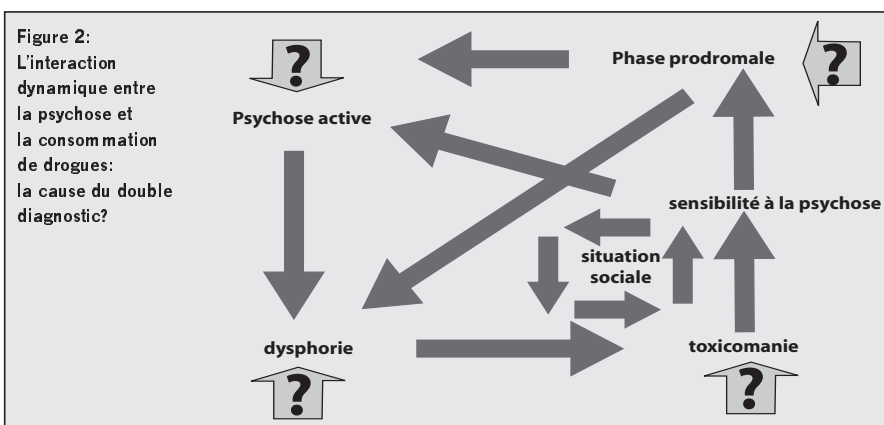 Figure 2:
L'interaction
dynamique entre
la psychose et
la consommation
de drogues:
la cause du double
diagnostic?
?
Psychose active
Phase prodromale
?
sensibilité à la psychose
situation
sociale
dysphorie
?
toxicomanie
?